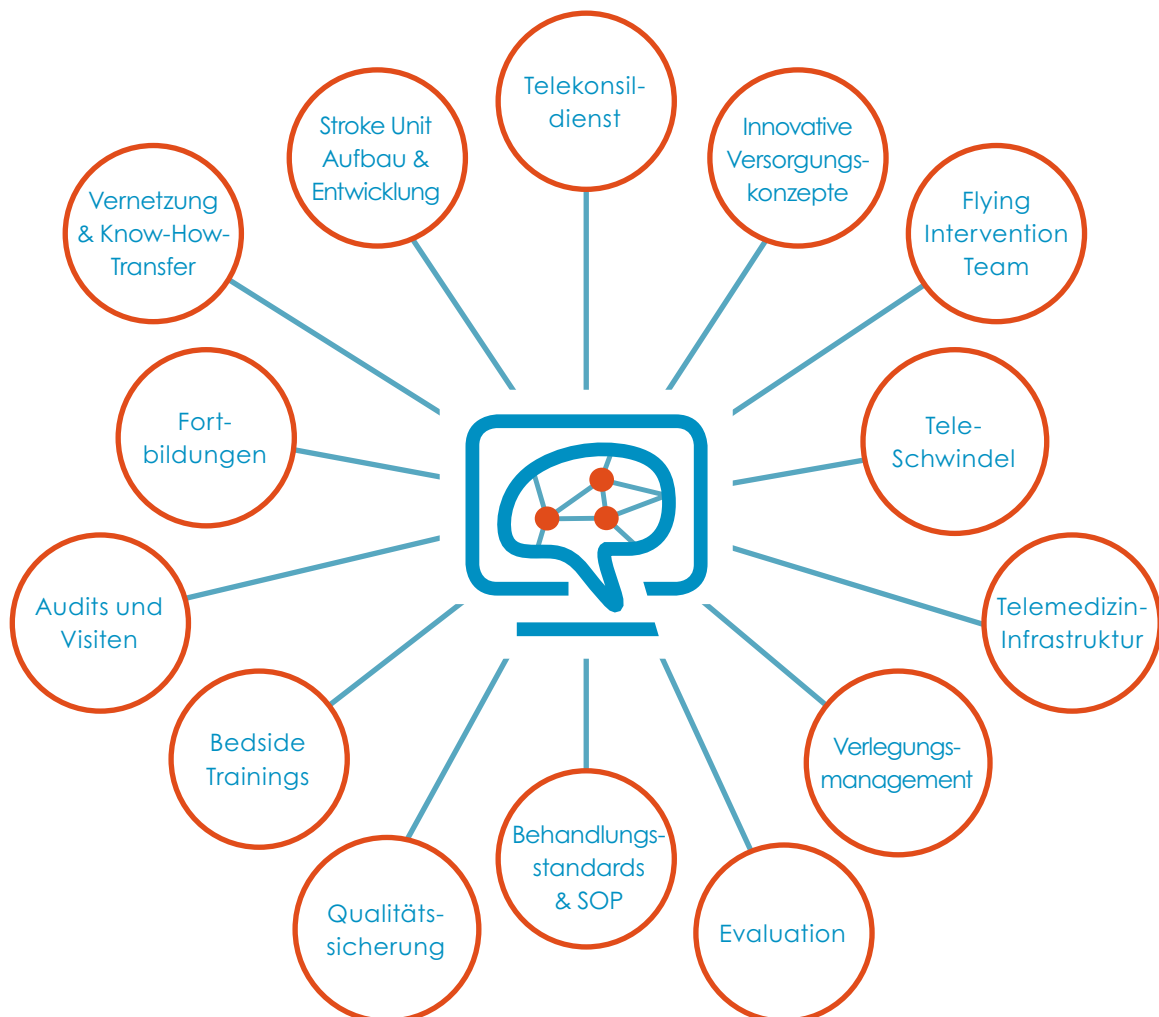 Telekonsil-
dienst
Innovative
Versorgungs-
konzepte
Flying
Intervention
Team
Tele-
Schwindel
Telemedizin-
Infrastruktur
Verlegungs-
management
Evaluation
Behandlungs-
standards
& SOP
Qualitäts-
sicherung
Bedside
Trainings
Audits und
Visiten
Fort-
bildungen
Vernetzung
& Know-How-
Transfer
Stroke Unit
Aufbau &
Entwicklung